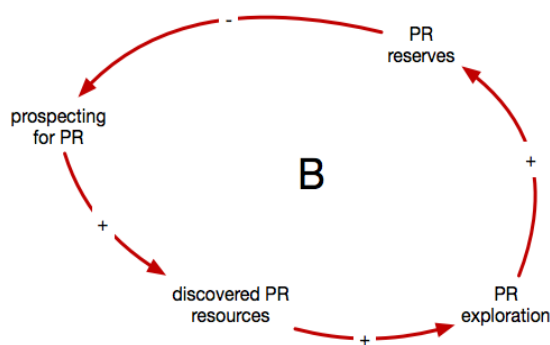 -
PR
reserves
prospecting
for PR
B
+
+
discovered PR
resources
PR
exploration
+